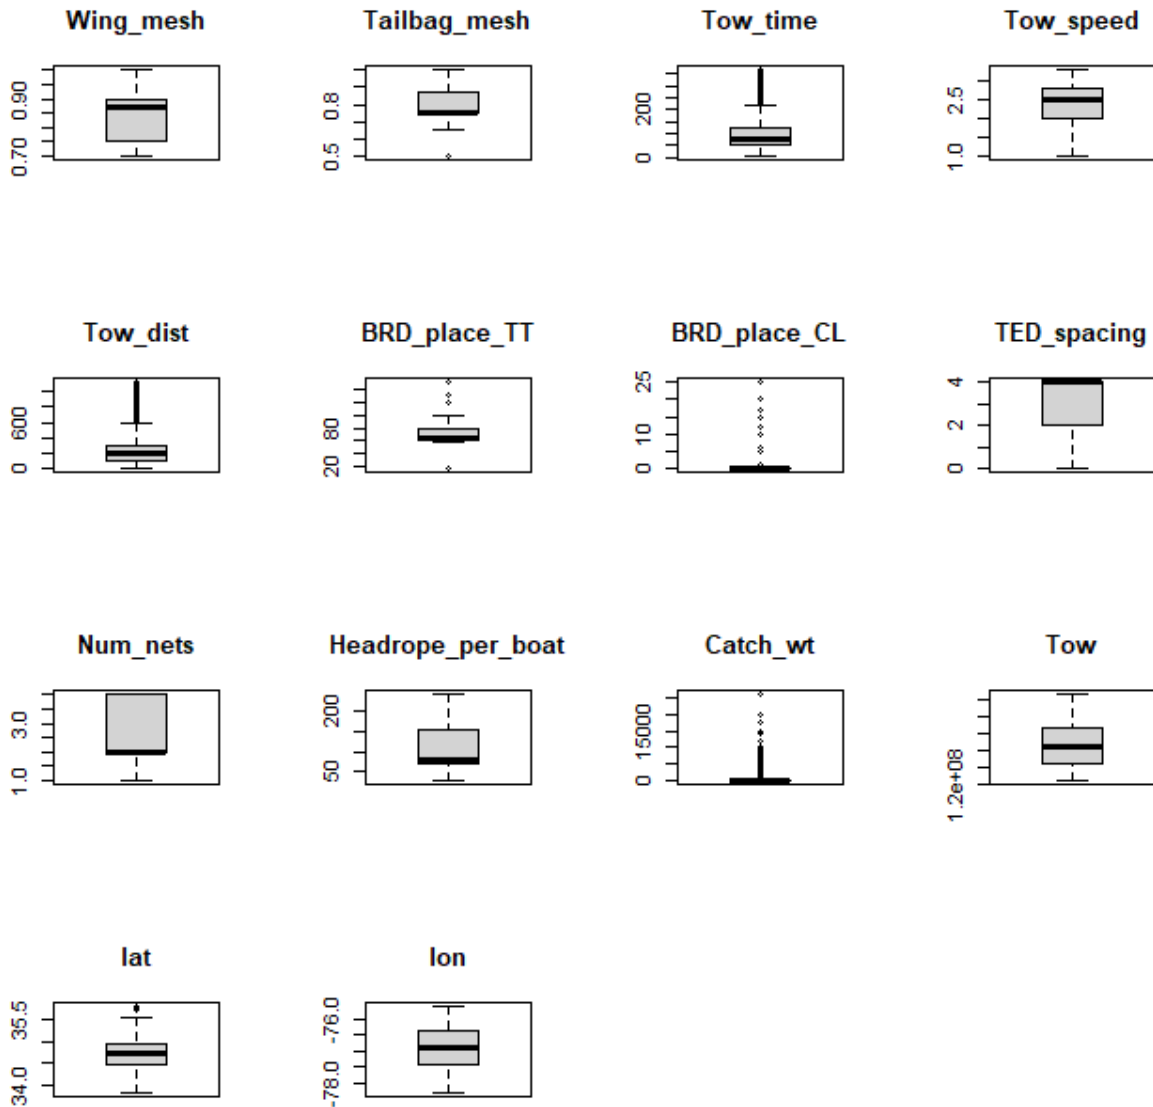 Wing_mesh Tailbag_mesh Tow_time Tow_speed
0.90 0.8 200 2.5
0.70 0.5 0 1.0
Tow_dist BRD_place_TT BRD_place_CL TED_spacing
600 80 25 4
0 20 10 2
0 0
Num_nets Headrope_per_boat Catch_wt Tow
3.0 200 15000 1.2e+08
1.0 50 0
lat lon
35.5 -76.0
34.0 -78.0